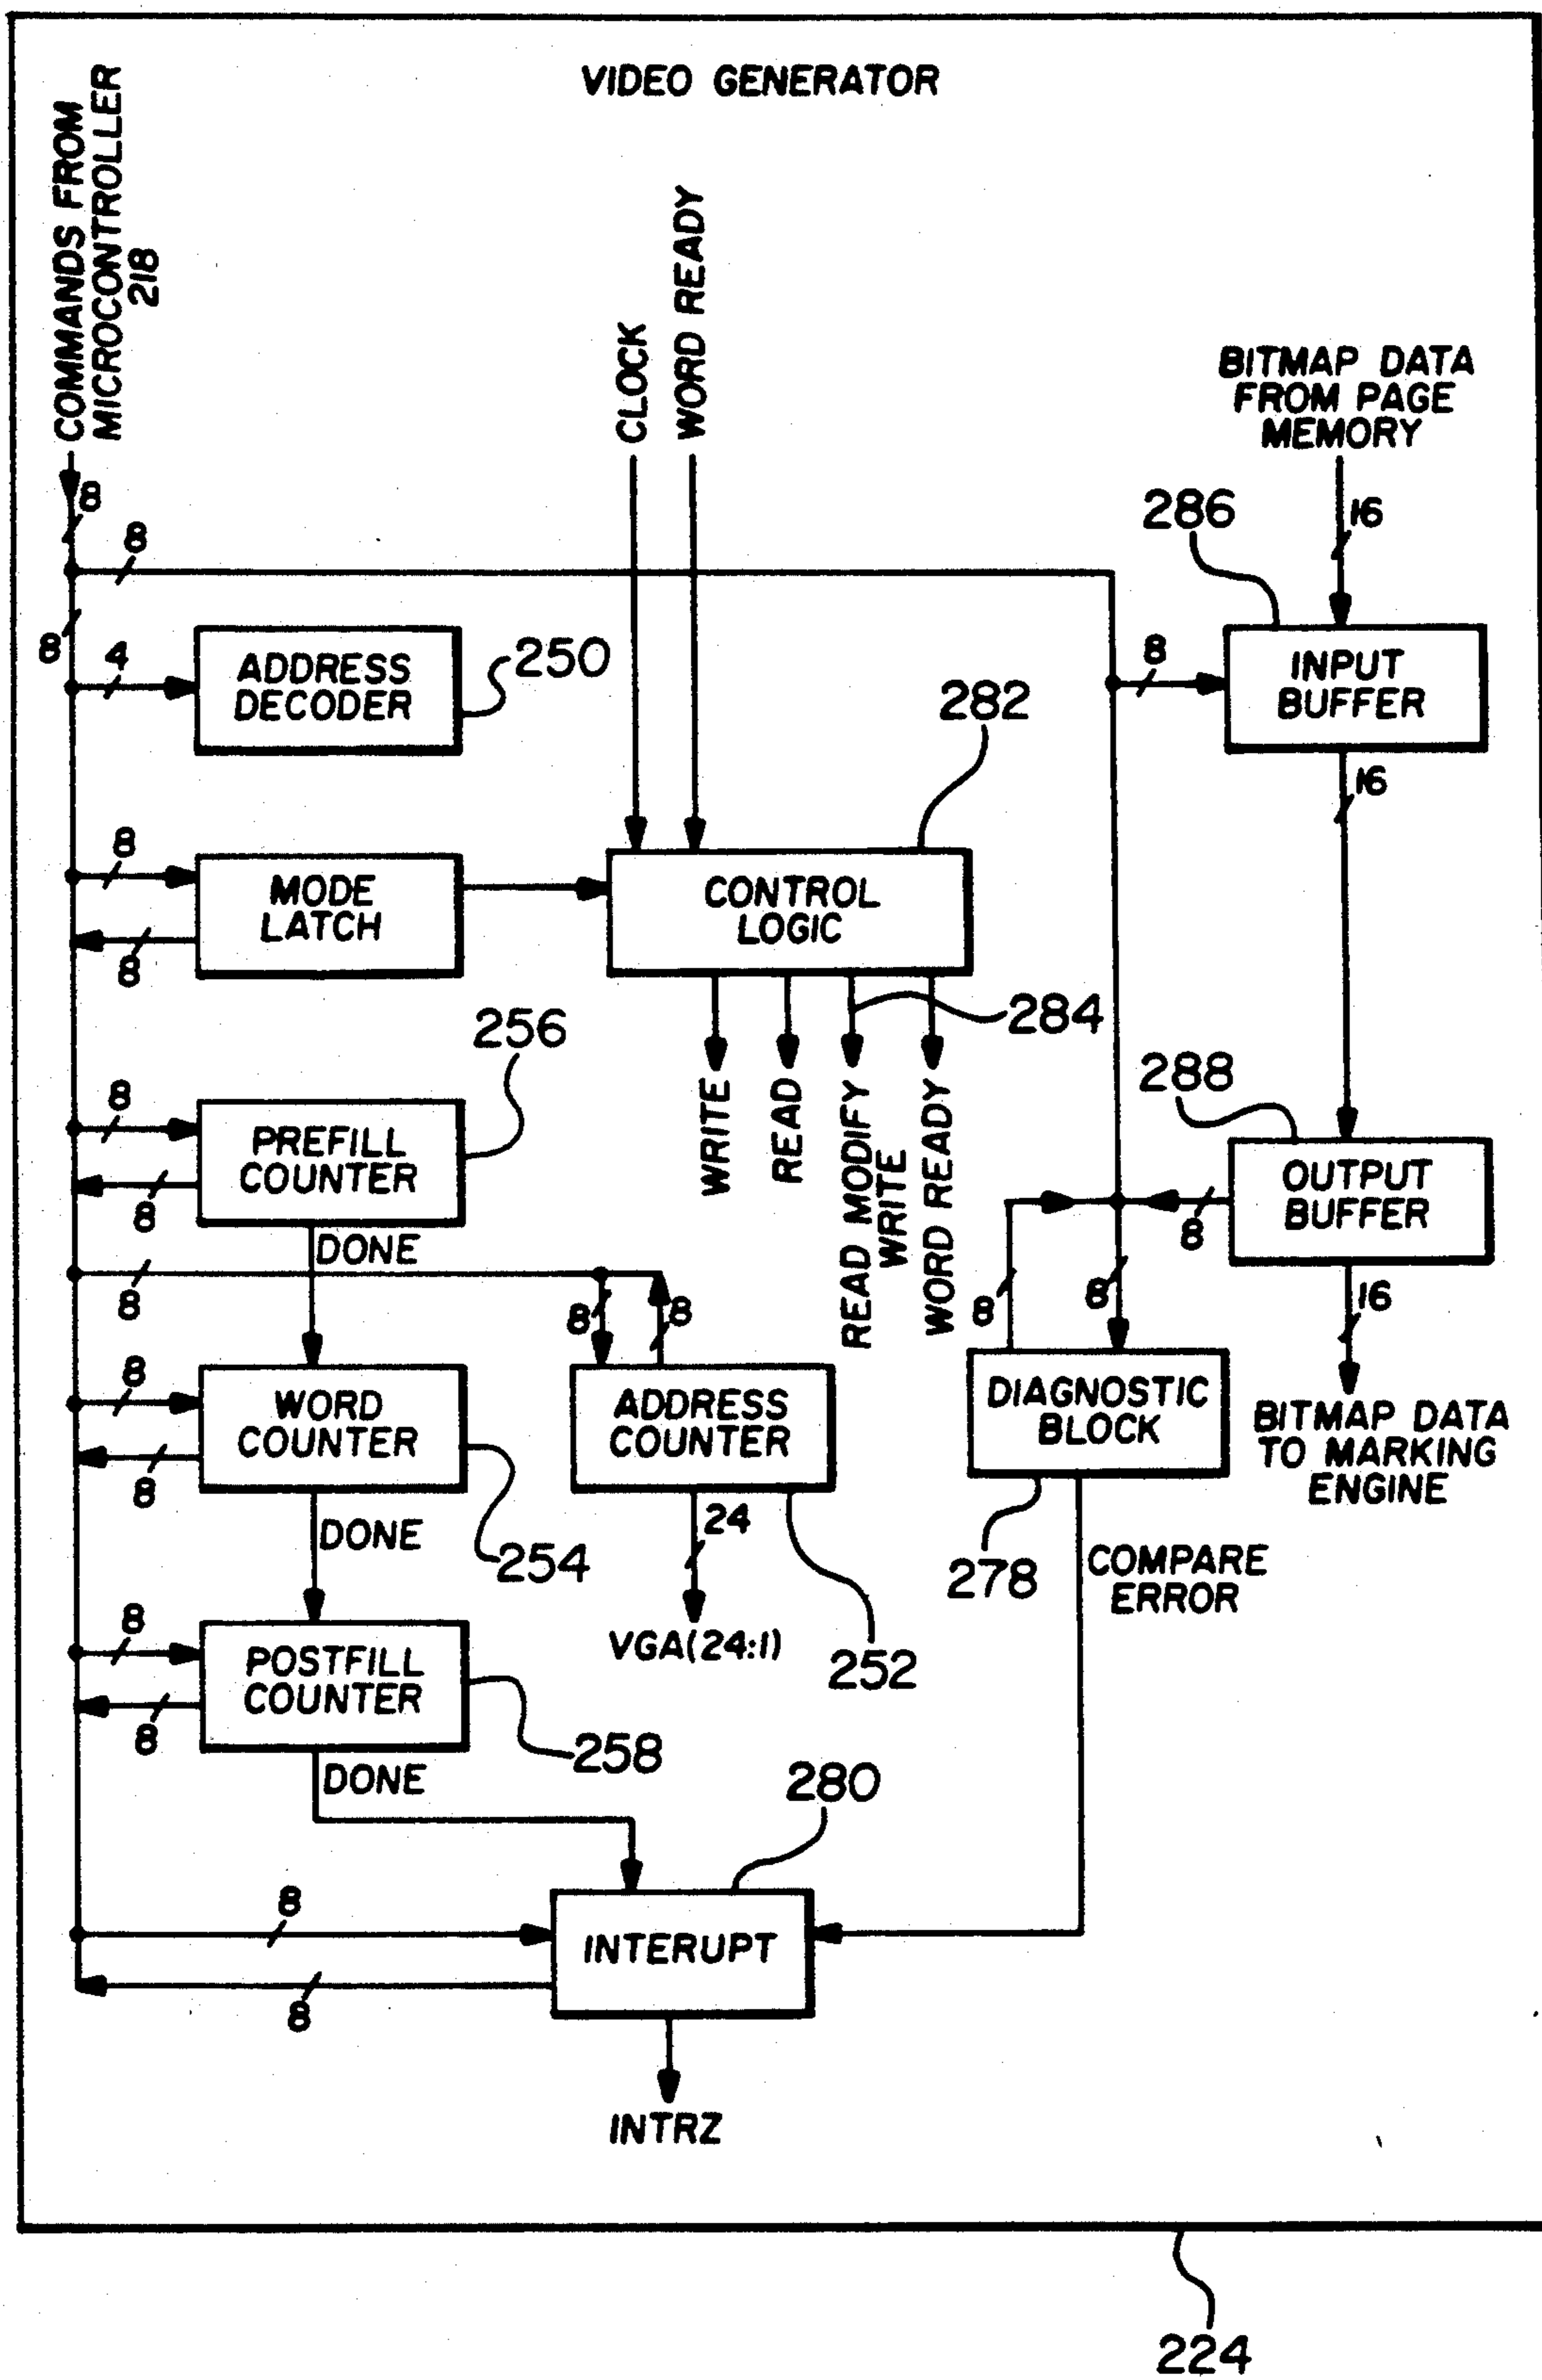 VIDEO GENERATOR
COMMANDS FROM
MICROCONTROLLER
218
CLOCK
WORD READY
BITMAP DATA
FROM PAGE
MEMORY
8
8
286
16
8
4
ADDRESS
DECODER
250
8
INPUT
BUFFER
282
16
8
MODE
LATCH
8
CONTROL
LOGIC
284
256
WRITE
READ
READ MODIFY
WRITE
WORD READY
288
8
PREFILL
COUNTER
8
DONE
OUTPUT
BUFFER
8
8
8
8
8
8
16
8
WORD
COUNTER
8
DONE
254
ADDRESS
COUNTER
24
VGA(24:1)
252
DIAGNOSTIC
BLOCK
278
COMPARE
ERROR
BITMAP DATA
TO MARKING
ENGINE
8
POSTFILL
COUNTER
8
258
DONE
280
8
INTERUPT
8
INTRZ
224